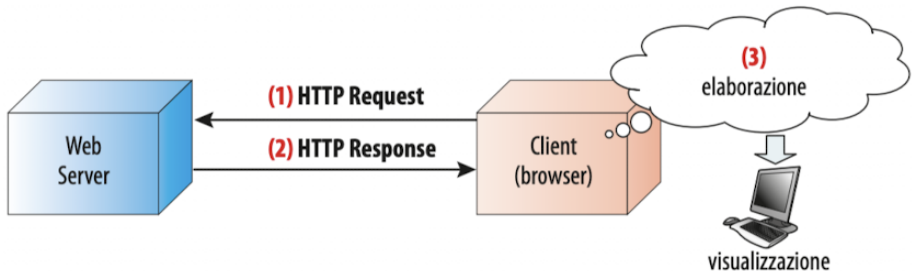 (1) HTTP Request
(2) HTTP Response
Web
Server
Client
(browser)
(3)
elaborazione
visualizzazione